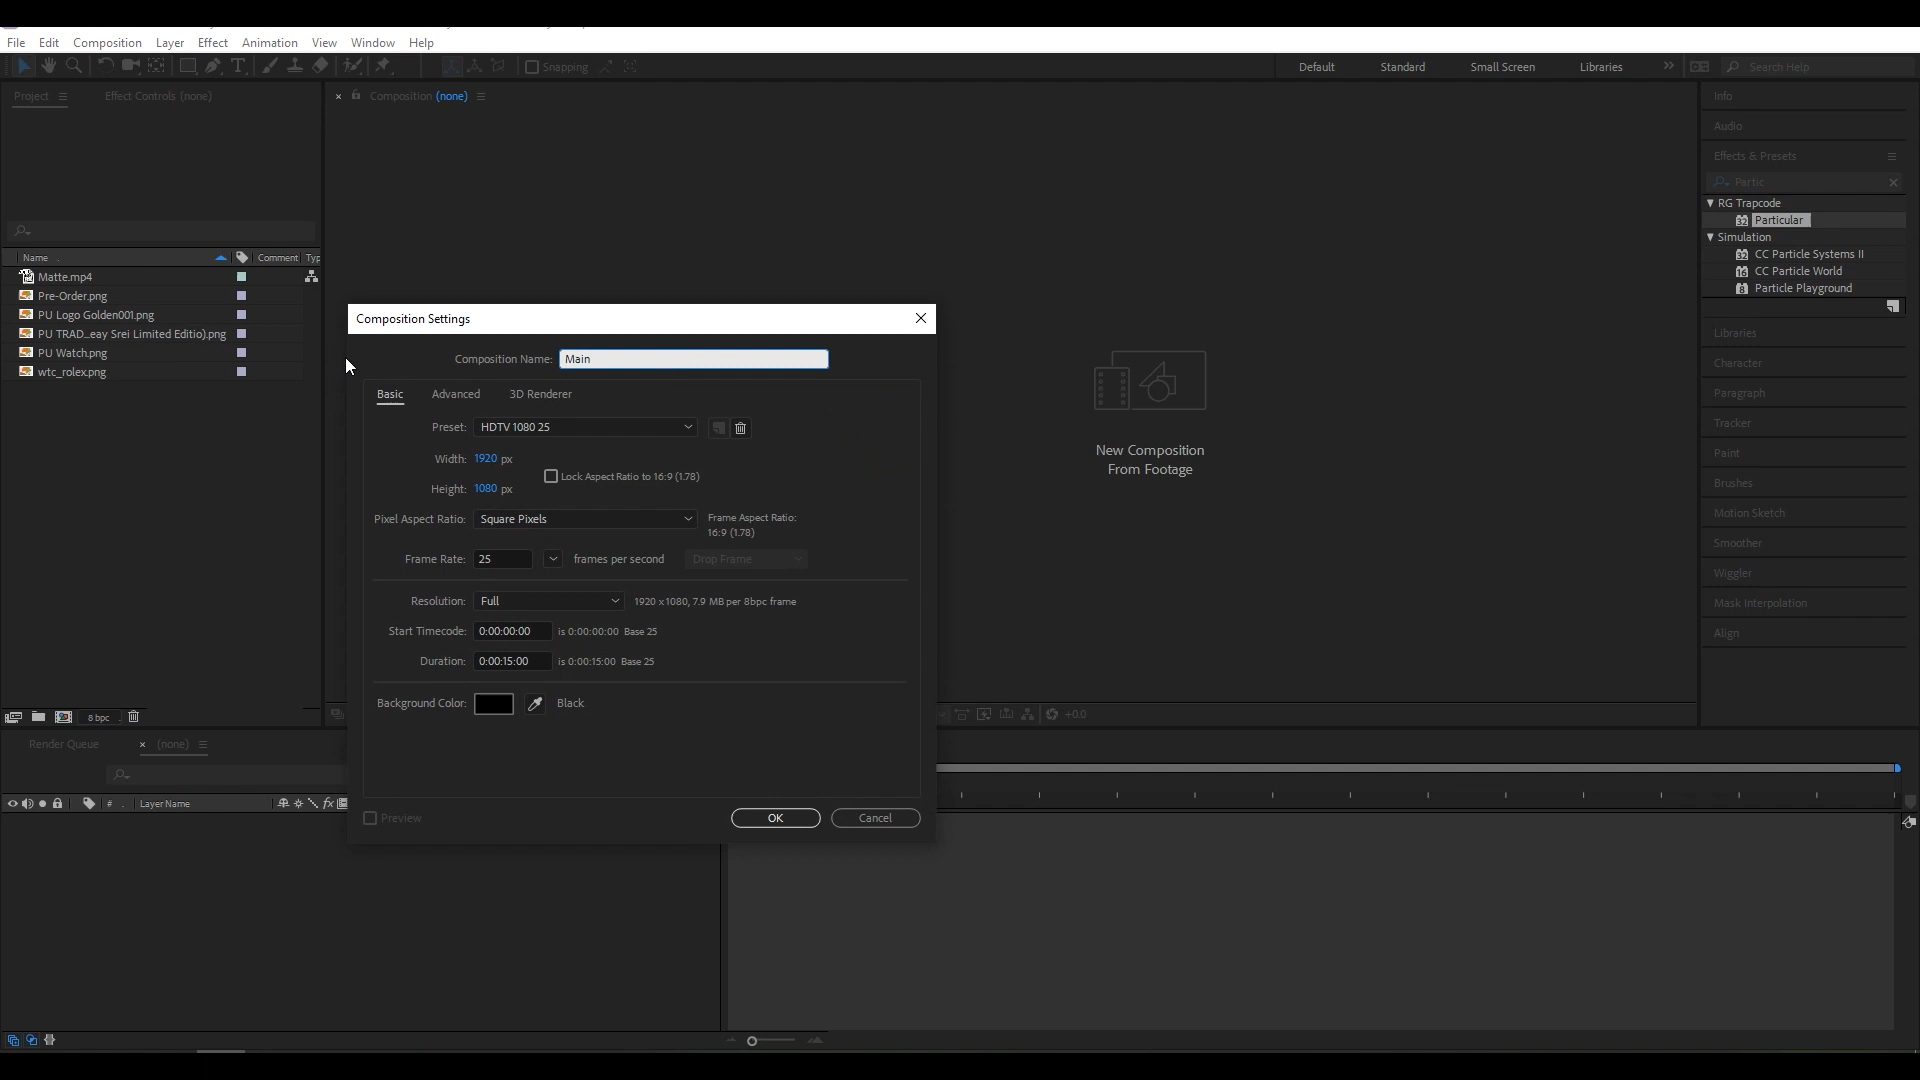 File Edit Composition Layer Effect Animation View Window Help
Snapping
Default Standard Small Screen Libraries
Search Help
Project
Effect Controls (none)
Composition (none)
Name Comment Typ
Matte.mp4
Pre-Order.png
PU Logo Golden001.png
PU TRAD...eay Srei Limited Editio).png
PU Watch.png
wtc_rolex.png
8 bpc
Composition Settings
Composition Name: Main
Basic Advanced 3D Renderer
Preset: HDTV 1080 25
Width: 1920 px
Lock Aspect Ratio to 16:9 (1.78)
Height: 1080 px
Pixel Aspect Ratio: Square Pixels
Frame Aspect Ratio:
16:9 (1.78)
Frame Rate: 25 frames per second Drop Frame
Resolution: Full 1920 x 1080, 7.9 MB per 8bpc frame
Start Timecode: 0:00:00:00 is 0:00:00:00 Base 25
Duration: 0:00:15:00 is 0:00:15:00 Base 25
Background Color: Black
Preview
OK
Cancel
New Composition
From Footage
+0.0
Info
Audio
Effects & Presets
Partic
RG Trapcode
32 Particular
Simulation
32 CC Particle Systems II
16 CC Particle World
8 Particle Playground
Libraries
Character
Paragraph
Tracker
Paint
Brushes
Motion Sketch
Smoother
Wiggler
Mask Interpolation
Align
Render Queue
(none)
# . Layer Name
fx